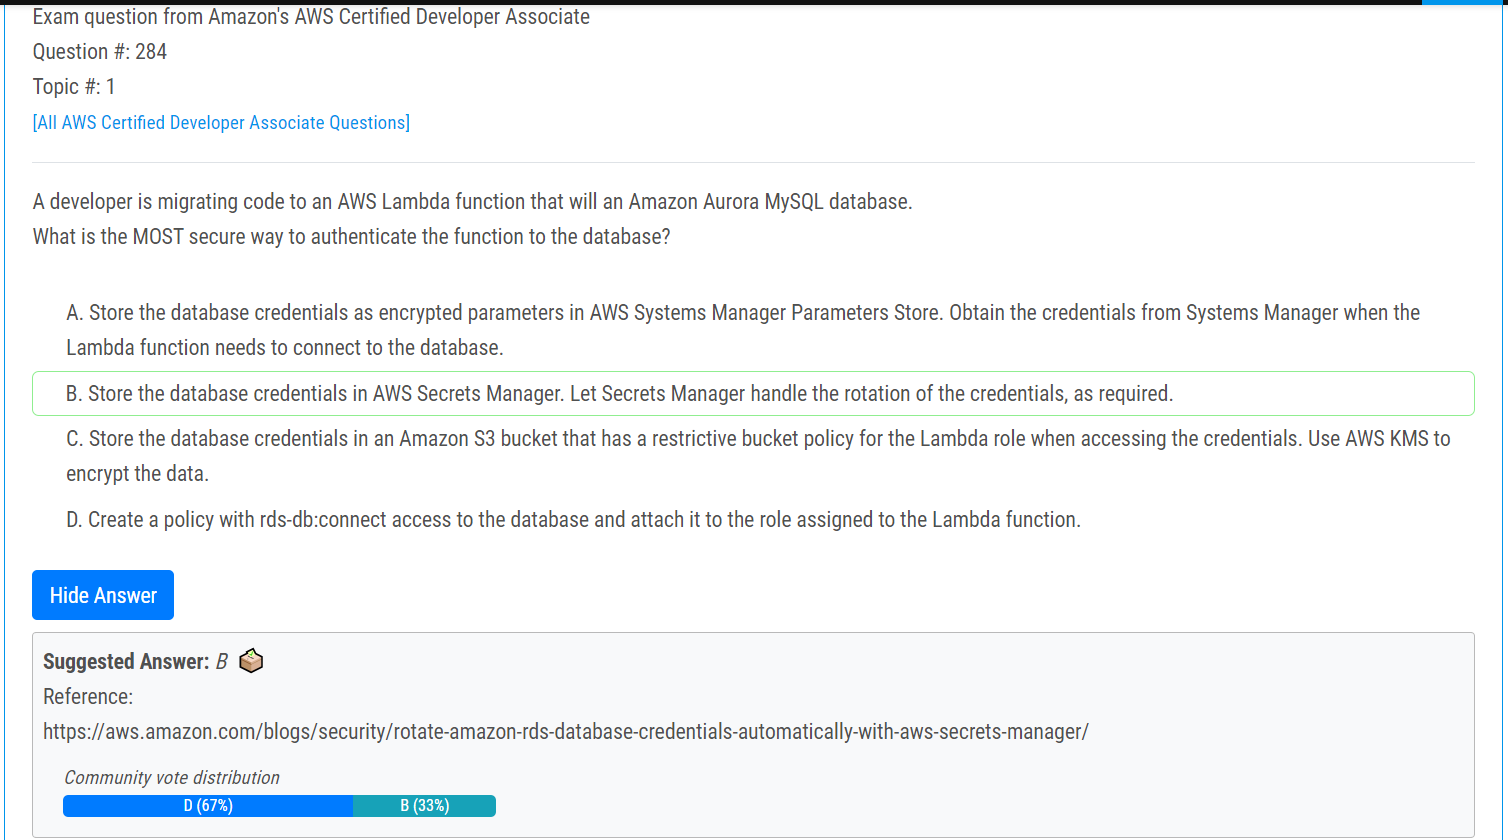 Exam question from Amazon's AWS Certified Developer Associate
Question #: 284
Topic #: 1
[All AWS Certified Developer Associate Questions]
A developer is migrating code to an AWS Lambda function that will an Amazon Aurora MySQL database.
What is the MOST secure way to authenticate the function to the database?
A. Store the database credentials as encrypted parameters in AWS Systems Manager Parameters Store. Obtain the credentials from Systems Manager when the
Lambda function needs to connect to the database.
B. Store the database credentials in AWS Secrets Manager. Let Secrets Manager handle the rotation of the credentials, as required.
C. Store the database credentials in an Amazon S3 bucket that has a restrictive bucket policy for the Lambda role when accessing the credentials. Use AWS KMS to
encrypt the data.
D. Create a policy with rds-db:connect access to the database and attach it to the role assigned to the Lambda function.
Hide Answer
Suggested Answer: B
Reference:
https://aws.amazon.com/blogs/security/rotate-amazon-rds-database-credentials-automatically-with-aws-secrets-manager/
Community vote distribution
D (67%) B (33%)